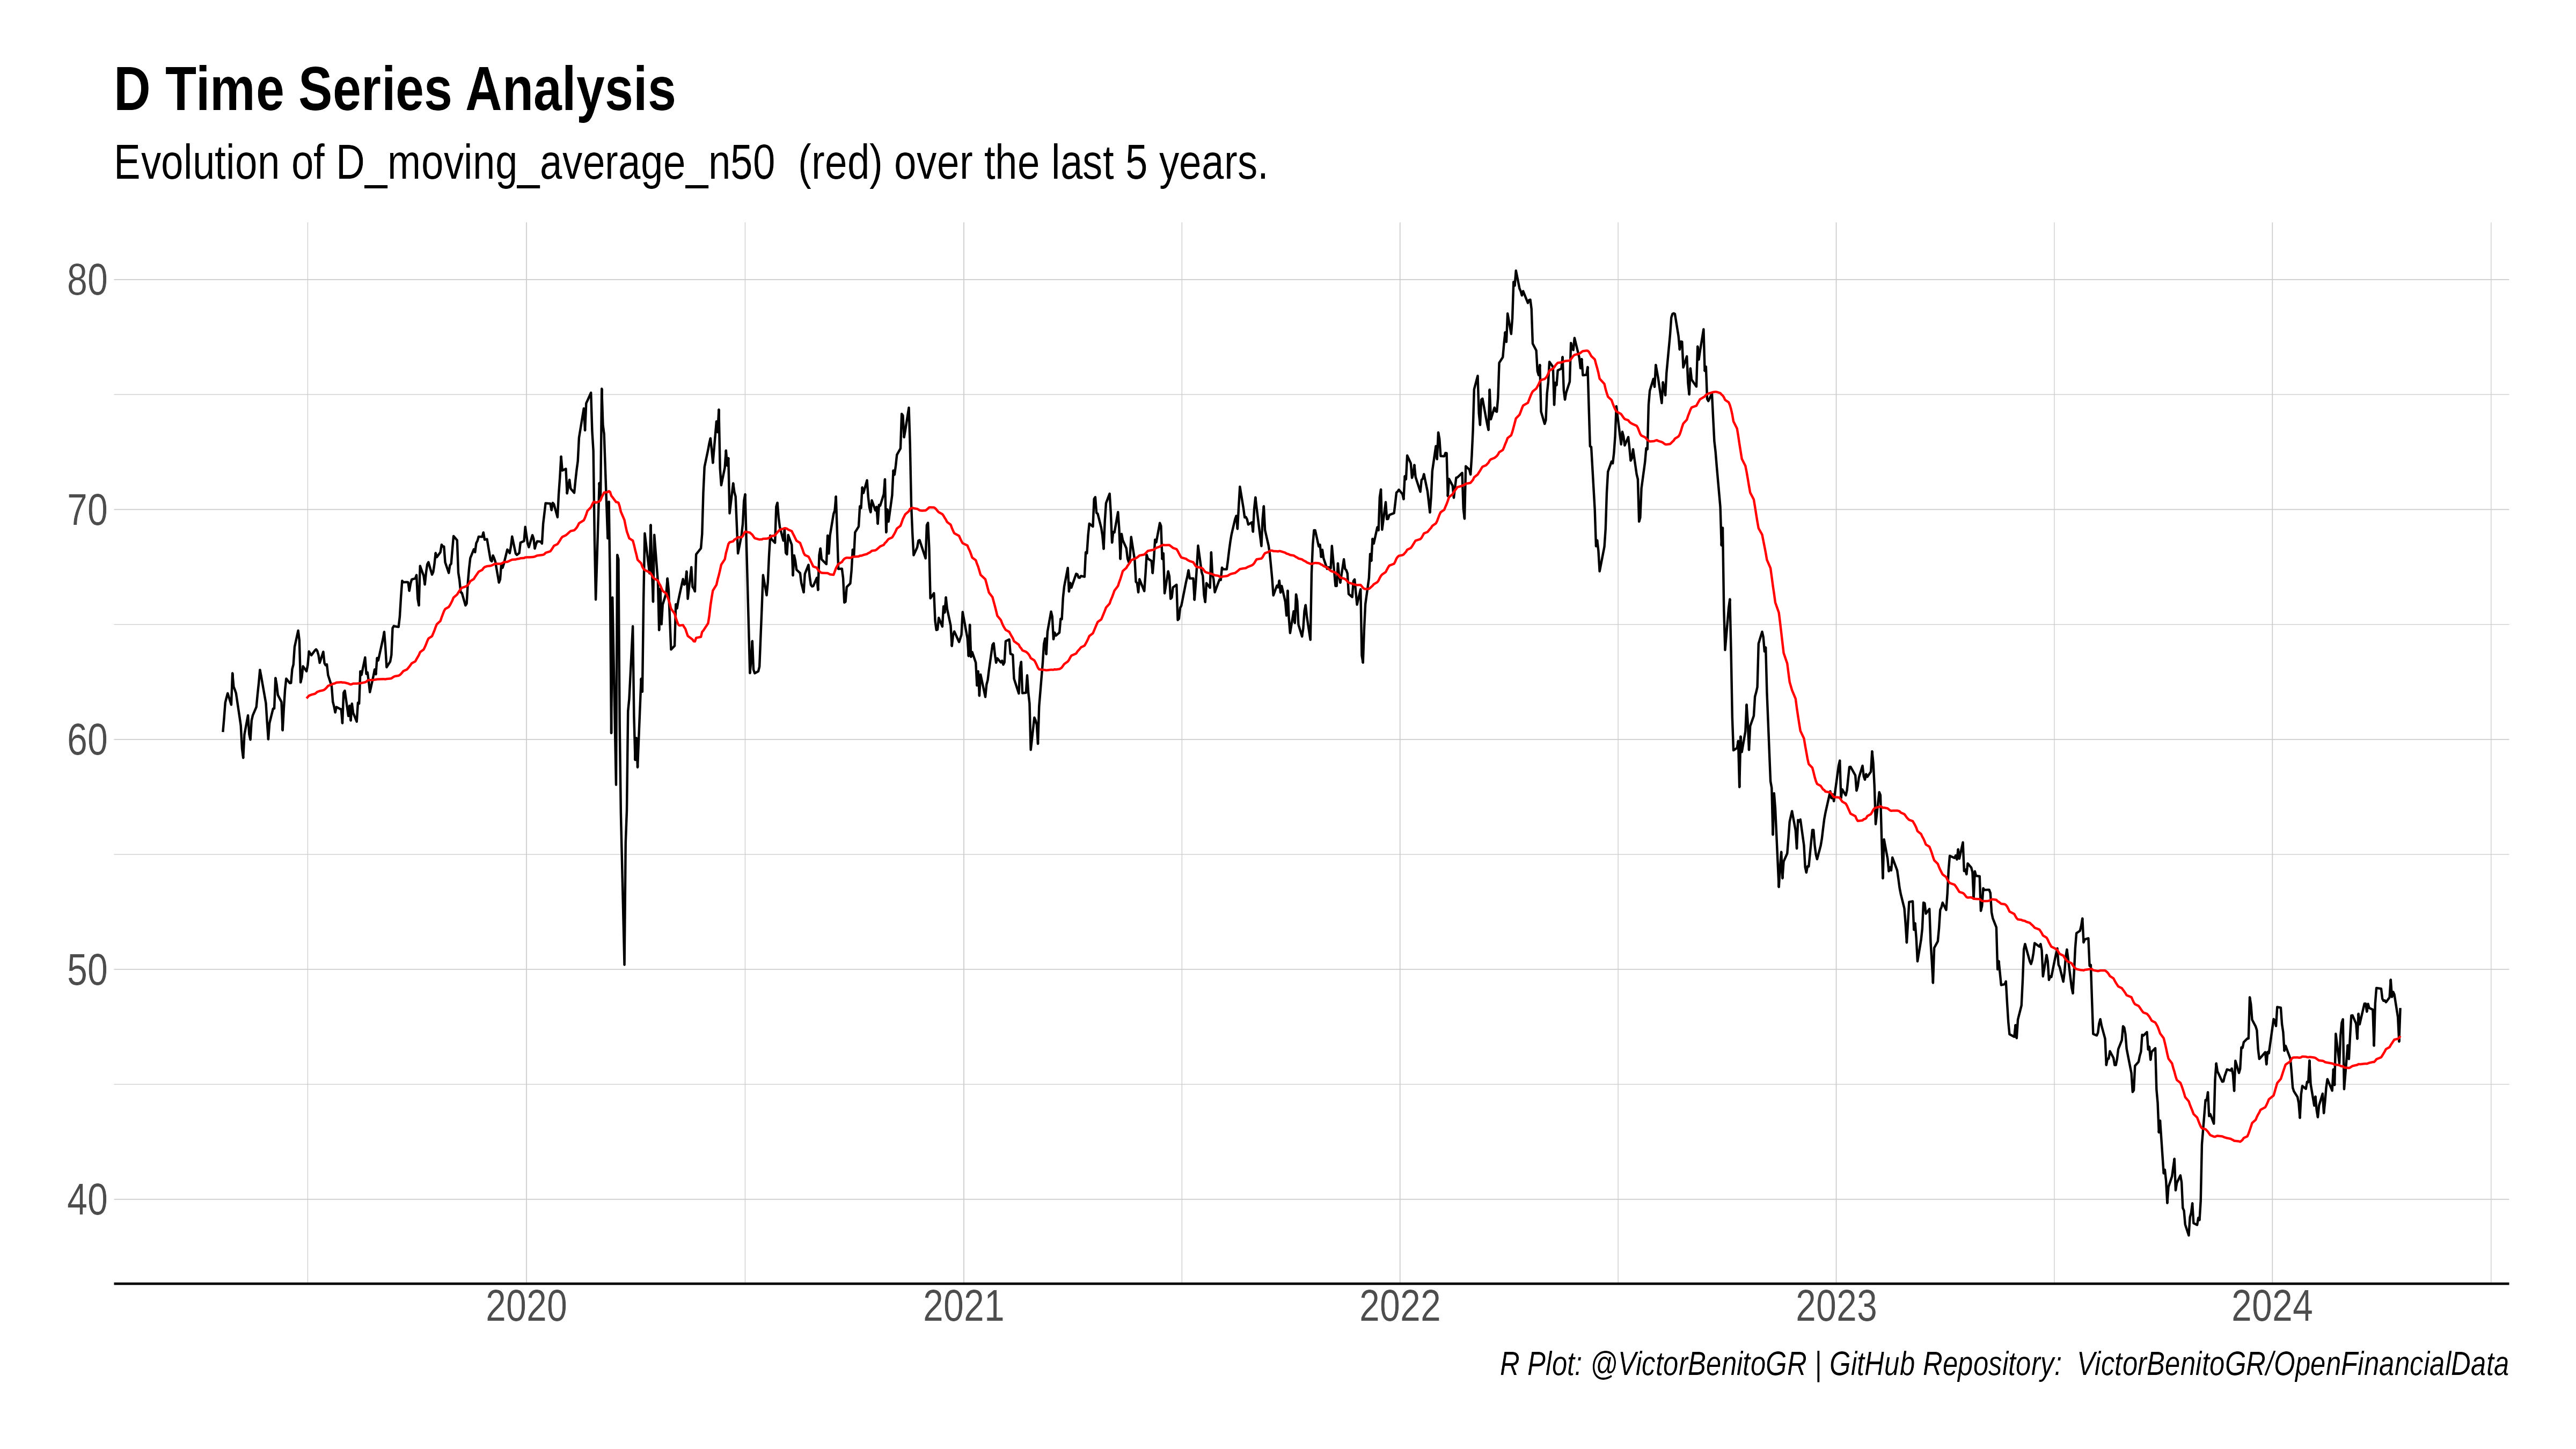 D Time Series Analysis
Evolution of D_moving_average_n50  (red) over the last 5 years.
80
70
60
50
40
2020 2021 2022 2023 2024
R Plot: @VictorBenitoGR | GitHub Repository:  VictorBenitoGR/OpenFinancialData